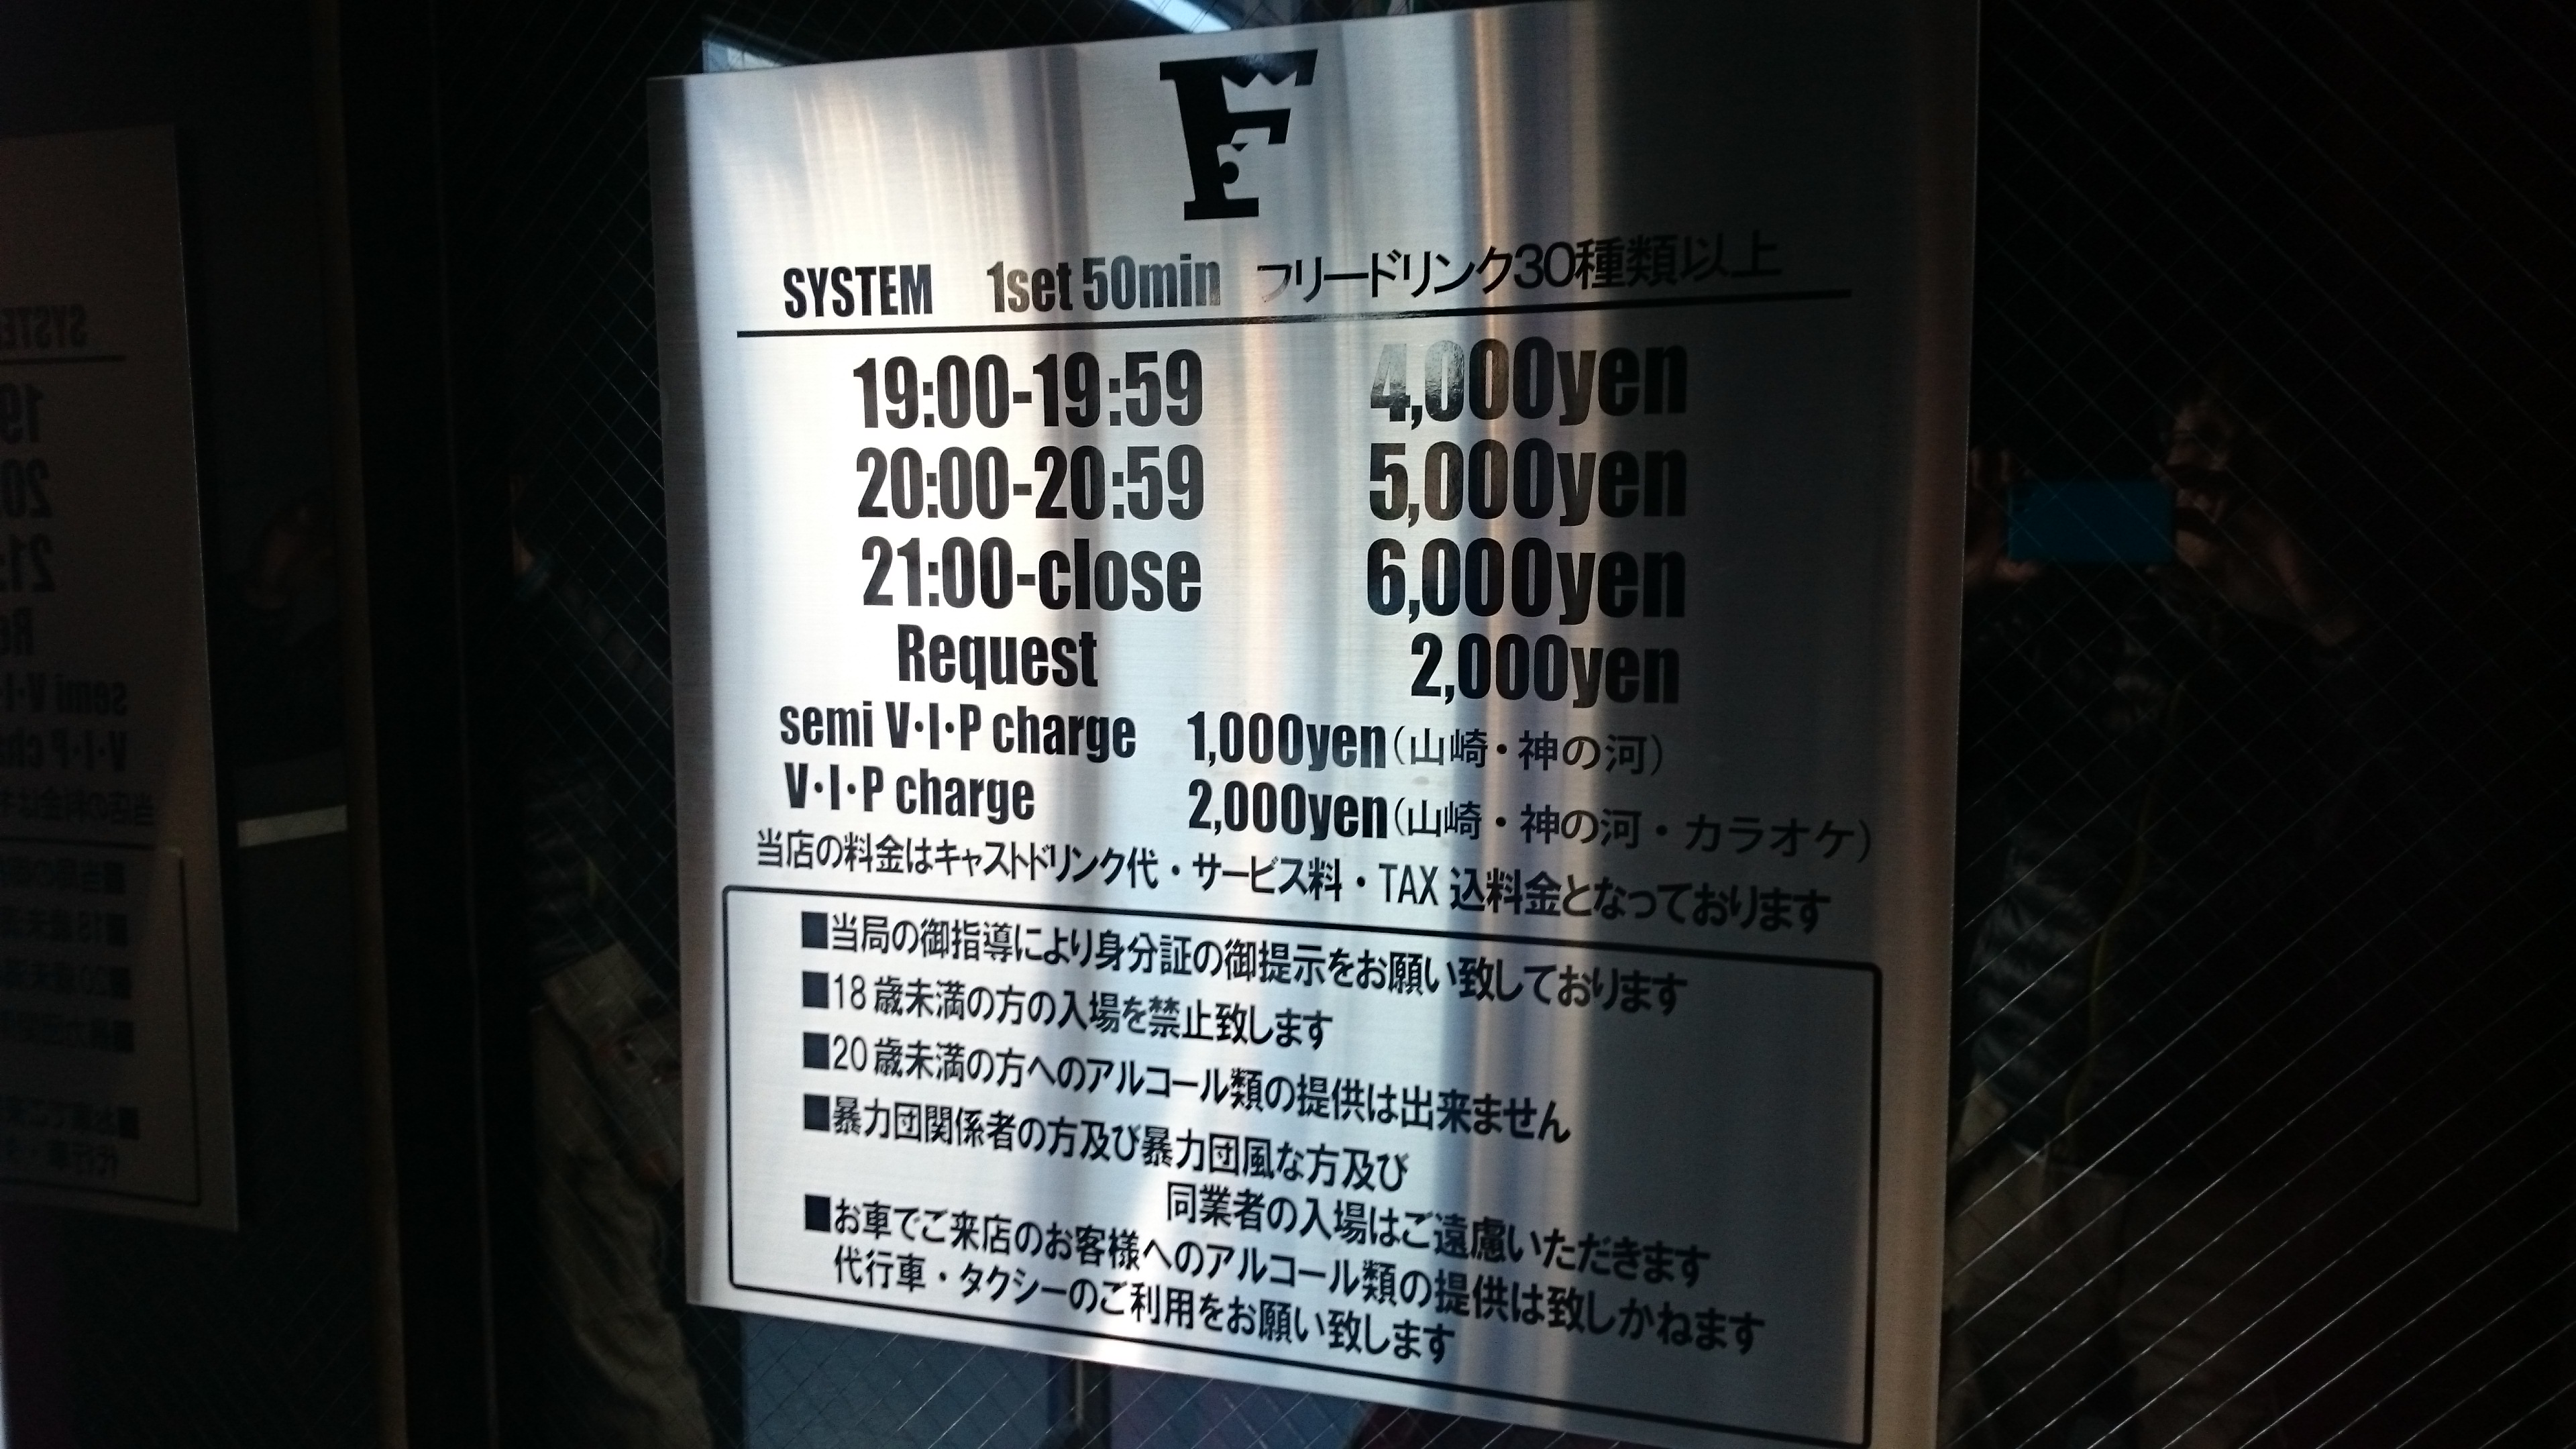 F
SYSTEM 1set 50min フリードリンク30種類以上
19:00-19:59 4,000yen
20:00-20:59 5,000yen
21:00-close 6,000yen
Request 2,000yen
semi V・I・P charge 1,000yen(山崎・神の河)
V・I・P charge 2,000yen(山崎・神の河・カラオケ)
当店の料金はキャストドリンク代・サービス料・TAX 込料金となっております
■当局の御指導により身分証の御提示をお願い致しております
■18歳未満の方の入場を禁止致します
■20歳未満の方へのアルコール類の提供は出来ません
■暴力団関係者の方及び暴力団風な方及び
同業者の入場はご遠慮いただきます
■お車でご来店のお客様へのアルコール類の提供は致しかねます
代行車・タクシーのご利用をお願い致します